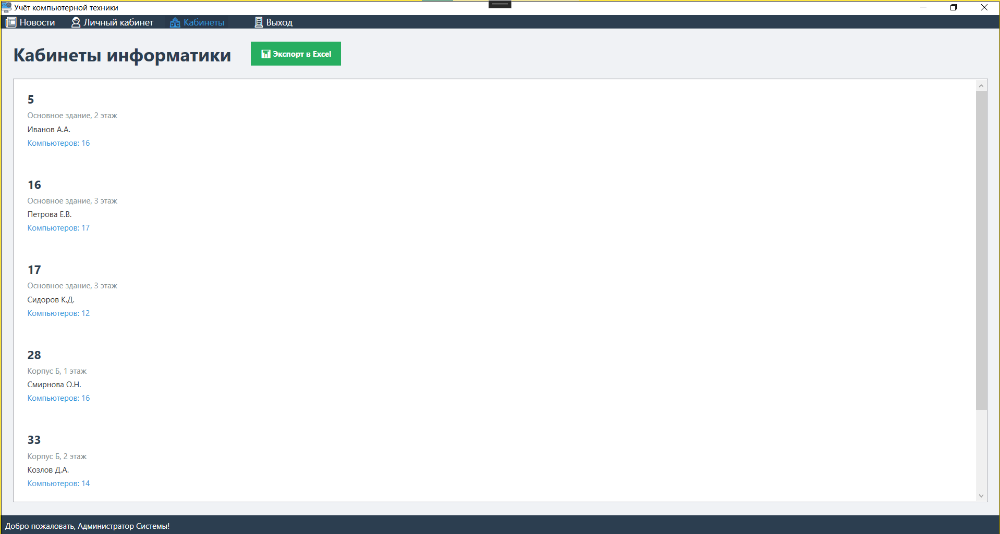 Учёт компьютерной техники
Новости Личный кабинет Кабинеты Выход
Кабинеты информатики
Экспорт в Excel
5
Основное здание, 2 этаж
Иванов А.А.
Компьютеров: 16
16
Основное здание, 3 этаж
Петрова Е.В.
Компьютеров: 17
17
Основное здание, 3 этаж
Сидоров К.Д.
Компьютеров: 12
28
Корпус Б, 1 этаж
Смирнова О.Н.
Компьютеров: 16
33
Корпус Б, 2 этаж
Козлов Д.А.
Компьютеров: 14
Добро пожаловать, Администратор Системы!